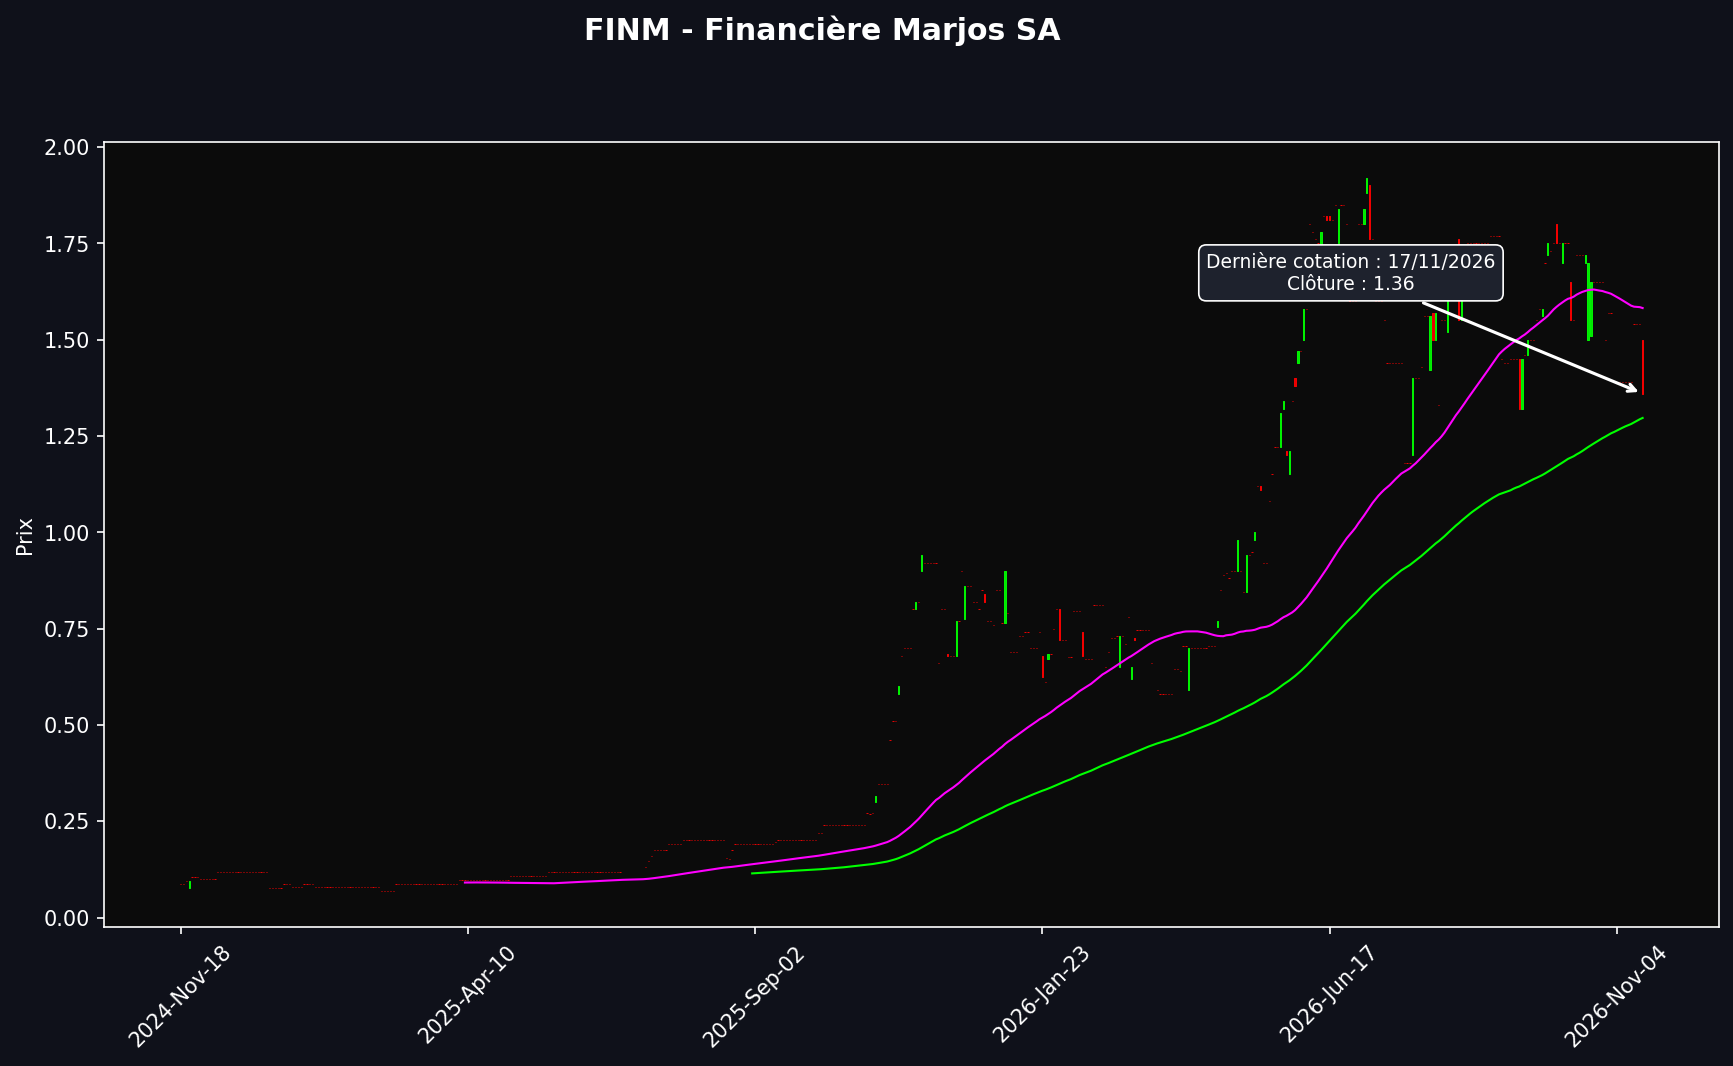 FINM - Financière Marjos SA
Prix
2.00
1.75
1.50
1.25
1.00
0.75
0.50
0.25
0.00
Dernière cotation : 17/11/2026
Clôture : 1.36
2024-Nov-18
2025-Apr-10
2025-Sep-02
2026-Jan-23
2026-Jun-17
2026-Nov-04